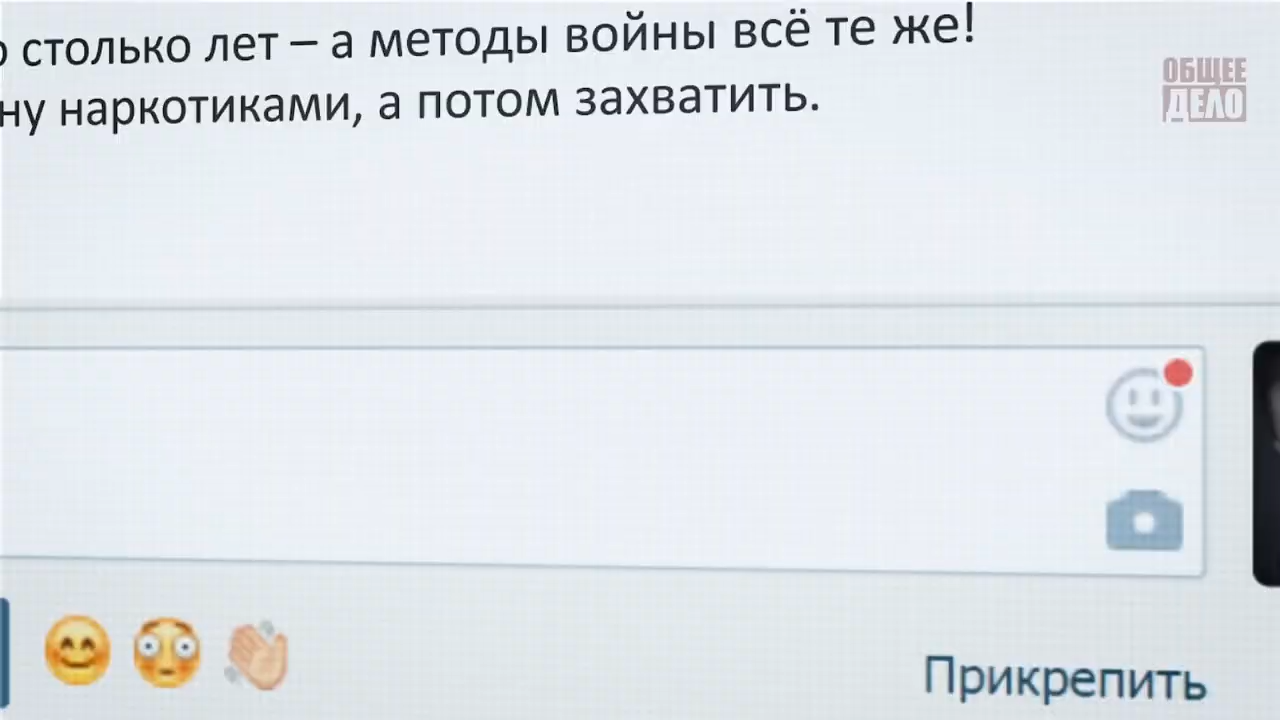 столько лет – а методы войны всё те же!
ну наркотиками, а потом захватить.
ОБЩЕЕ
ДЕЛО
Прикрепить